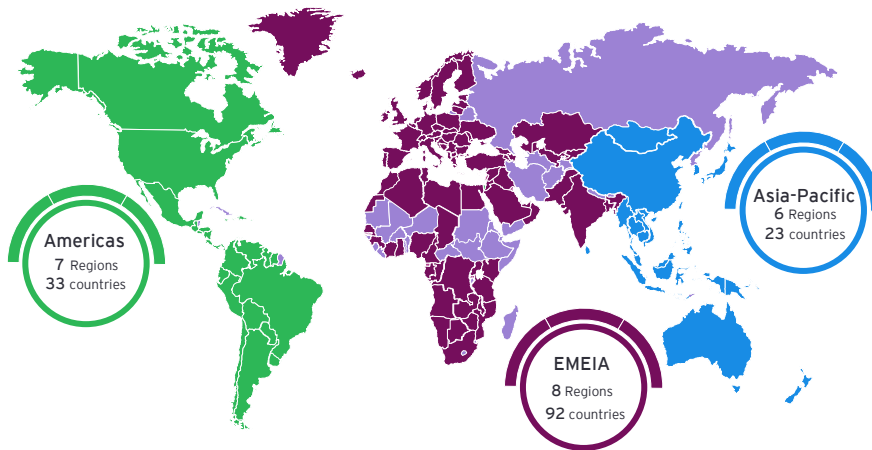 Americas
7 Regions
33 countries
Asia-Pacific
6 Regions
23 countries
EMEIA
8 Regions
92 countries